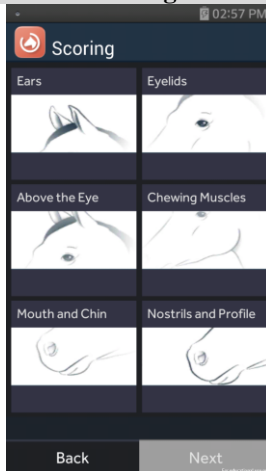 02:57 PM
Scoring
Ears
Eyelids
Above the Eye
Chewing Muscles
Mouth and Chin
Nostrils and Profile
Back
Next